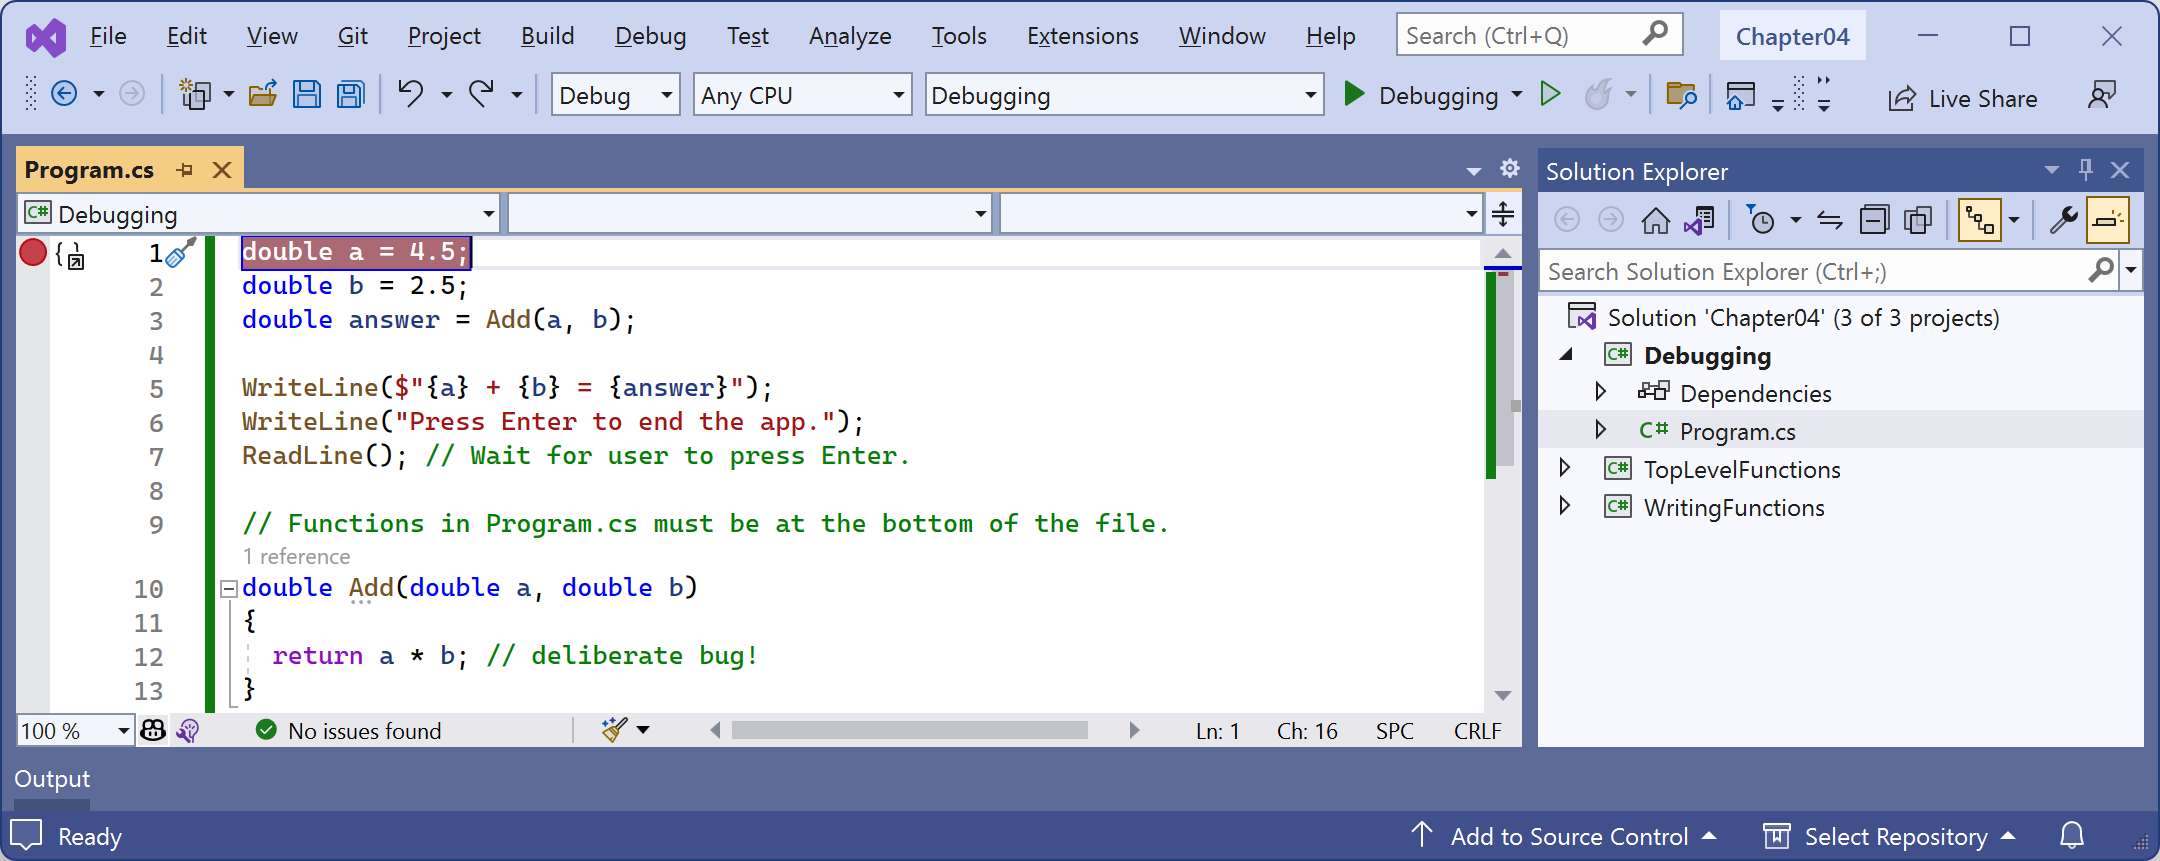 File Edit View Git Project Build Debug Test Analyze Tools Extensions Window Help Search (Ctrl+Q) Chapter04
Debug Any CPU Debugging Debugging Live Share
Program.cs
Debugging
1 double a = 4.5;
2 double b = 2.5;
3 double answer = Add(a, b);
4
5 WriteLine($"{a} + {b} = {answer}");
6 WriteLine("Press Enter to end the app.");
7 ReadLine(); // Wait for user to press Enter.
8
9 // Functions in Program.cs must be at the bottom of the file.
1 reference
10 double Add(double a, double b)
11 {
12 return a * b; // deliberate bug!
13 }
100 % No issues found Ln: 1 Ch: 16 SPC CRLF
Solution Explorer
Search Solution Explorer (Ctrl+;)
Solution 'Chapter04' (3 of 3 projects)
C# Debugging
Dependencies
C# Program.cs
C# TopLevelFunctions
C# WritingFunctions
Output
Ready Add to Source Control Select Repository